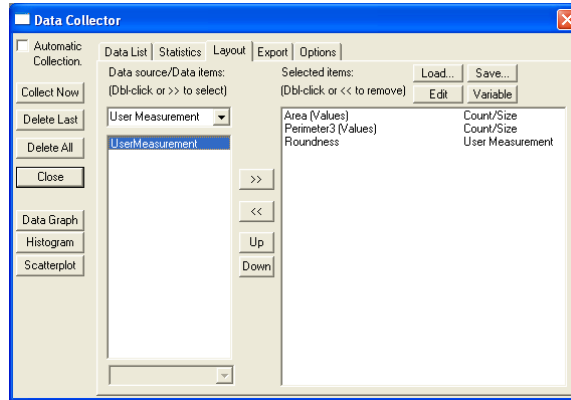 Data Collector
Automatic
Collection.
Collect Now
Delete Last
Delete All
Close
Data Graph
Histogram
Scatterplot
Data List Statistics Layout Export Options
Data source/Data items:
(Dbl-click or >> to select)
User Measurement
UserMeasurement
>>
<<
Up
Down
Selected items:
(Dbl-click or << to remove)
Load... Save...
Edit Variable
Area (Values) Count/Size
Perimeter3 (Values) Count/Size
Roundness User Measurement